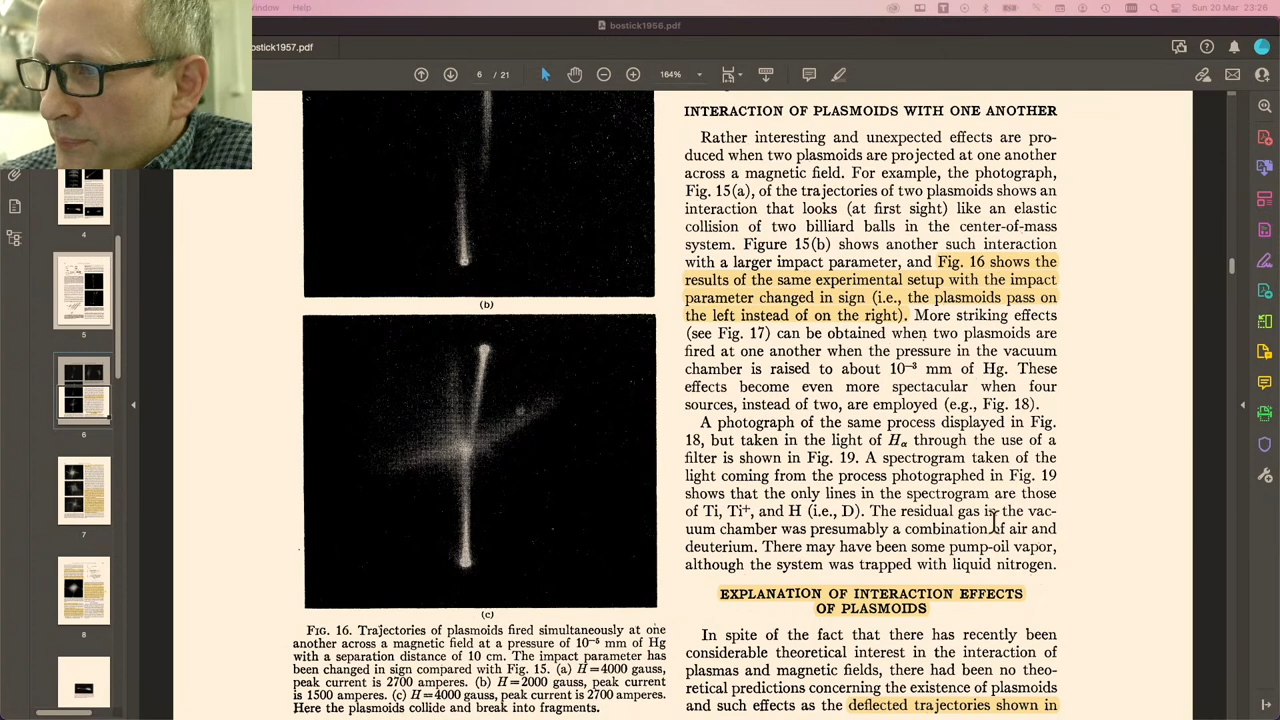 Sun 20 Mar 23:26
bostick1956.pdf
ostick1957.pdf
6 / 21
164%
4
5
6
7
8
(b)
(c)
FIG. 16. Trajectories of plasmoids fired simultaneously at one
another across a magnetic field at a pressure of 10⁻⁵ mm of Hg
with a separation distance of 10 cm. The impact parameter has
been changed in sign compared with Fig. 15. (a) H=4000 gauss,
peak current is 2700 amperes. (b) H=2000 gauss, peak current
is 1500 amperes. (c) H=4000 gauss, peak current is 2700 amperes.
Here the plasmoids collide and break into fragments.
INTERACTION OF PLASMOIDS WITH ONE ANOTHER
Rather interesting and unexpected effects are pro-
duced when two plasmoids are projected at one another
across a magnetic field. For example, the photograph,
Fig. 15(a), of the trajectories of two plasmoids shows an
interaction that looks (at first sight) like an elastic
collision of two billiard balls in the center-of-mass
system. Figure 15(b) shows another such interaction
with a larger impact parameter, and Fig. 16 shows the
results of the same experimental setup with the impact
parameter changed in sign (i.e., the plasmoids pass on
the left instead of on the right). More striking effects
(see Fig. 17) can be obtained when two plasmoids are
fired at one another when the pressure in the vacuum
chamber is raised to about 10⁻³ mm of Hg. These
effects become even more spectacular when four
sources, instead of two, are employed (e.g., Fig. 18).
A photograph of the same process displayed in Fig.
18, but taken in the light of Hα through the use of a
filter is shown in Fig. 19. A spectrogram taken of the
light coming from the process photographed in Fig. 19
shows that the only lines in the spectrogram are those
of Ti, Ti⁺, and H (i.e., D). The residual gas in the vac-
uum chamber was presumably a combination of air and
deuterium. There may have been some pump-oil vapor,
although the system was trapped with liquid nitrogen.
EXPLANATION OF INTERACTION EFFECTS
OF PLASMOIDS
In spite of the fact that there has recently been
considerable theoretical interest in the interaction of
plasmas and magnetic fields, there had been no theo-
retical predictions concerning the existence of plasmoids
and such effects as the deflected trajectories shown in